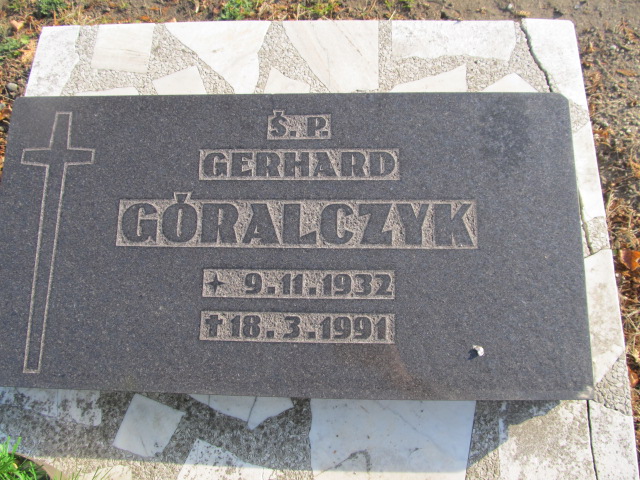 Ś. P.
GERHARD
GÓRALCZYK
+ 9.11.1932
† 18.3.1991